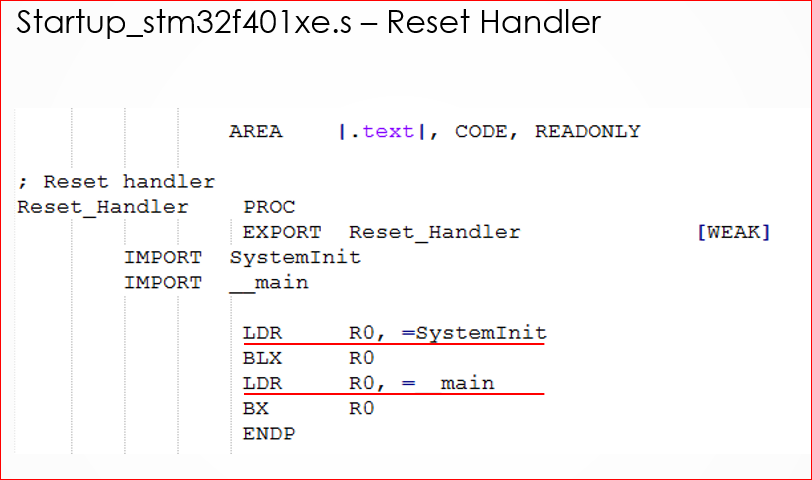 Startup_stm32f401xe.s – Reset Handler
AREA |.text|, CODE, READONLY
; Reset handler
Reset_Handler PROC
EXPORT Reset_Handler [WEAK]
IMPORT SystemInit
IMPORT __main
LDR R0, =SystemInit
BLX R0
LDR R0, =__main
BX R0
ENDP